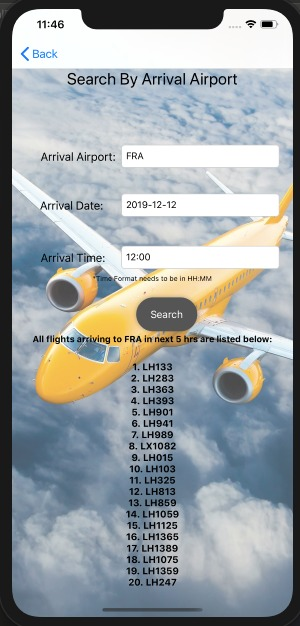 11:46
Back
Search By Arrival Airport
Arrival Airport: FRA
Arrival Date: 2019-12-12
Arrival Time: 12:00
*Time Format needs to be in HH:MM
Search
All flights arriving to FRA in next 5 hrs are listed below:
1. LH133
2. LH283
3. LH363
4. LH393
5. LH901
6. LH941
7. LH989
8. LX1082
9. LH015
10. LH103
11. LH325
12. LH813
13. LH859
14. LH1059
15. LH1125
16. LH1365
17. LH1389
18. LH1075
19. LH1359
20. LH247